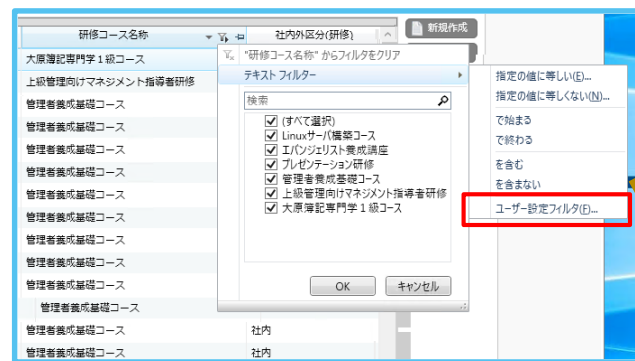 研修コース名称
社内外区分(研修)
新規作成
大原簿記専門学１級コース
上級管理向けマネジメント指導者研修
管理者養成基礎コース
管理者養成基礎コース
管理者養成基礎コース
管理者養成基礎コース
管理者養成基礎コース
管理者養成基礎コース
管理者養成基礎コース
管理者養成基礎コース
管理者養成基礎コース
管理者養成基礎コース
管理者養成基礎コース
社内
管理者養成基礎コース
社内
"研修コース名称" からフィルタをクリア
テキスト フィルター
検索
(すべて選択)
Linuxサーバ構築コース
エバンジェリスト養成講座
プレゼンテーション研修
管理者養成基礎コース
上級管理向けマネジメント指導者研修
大原簿記専門学１級コース
OK
キャンセル
指定の値に等しい(E)...
指定の値に等しくない(N)...
で始まる
で終わる
を含む
を含まない
ユーザー設定フィルタ(F)...